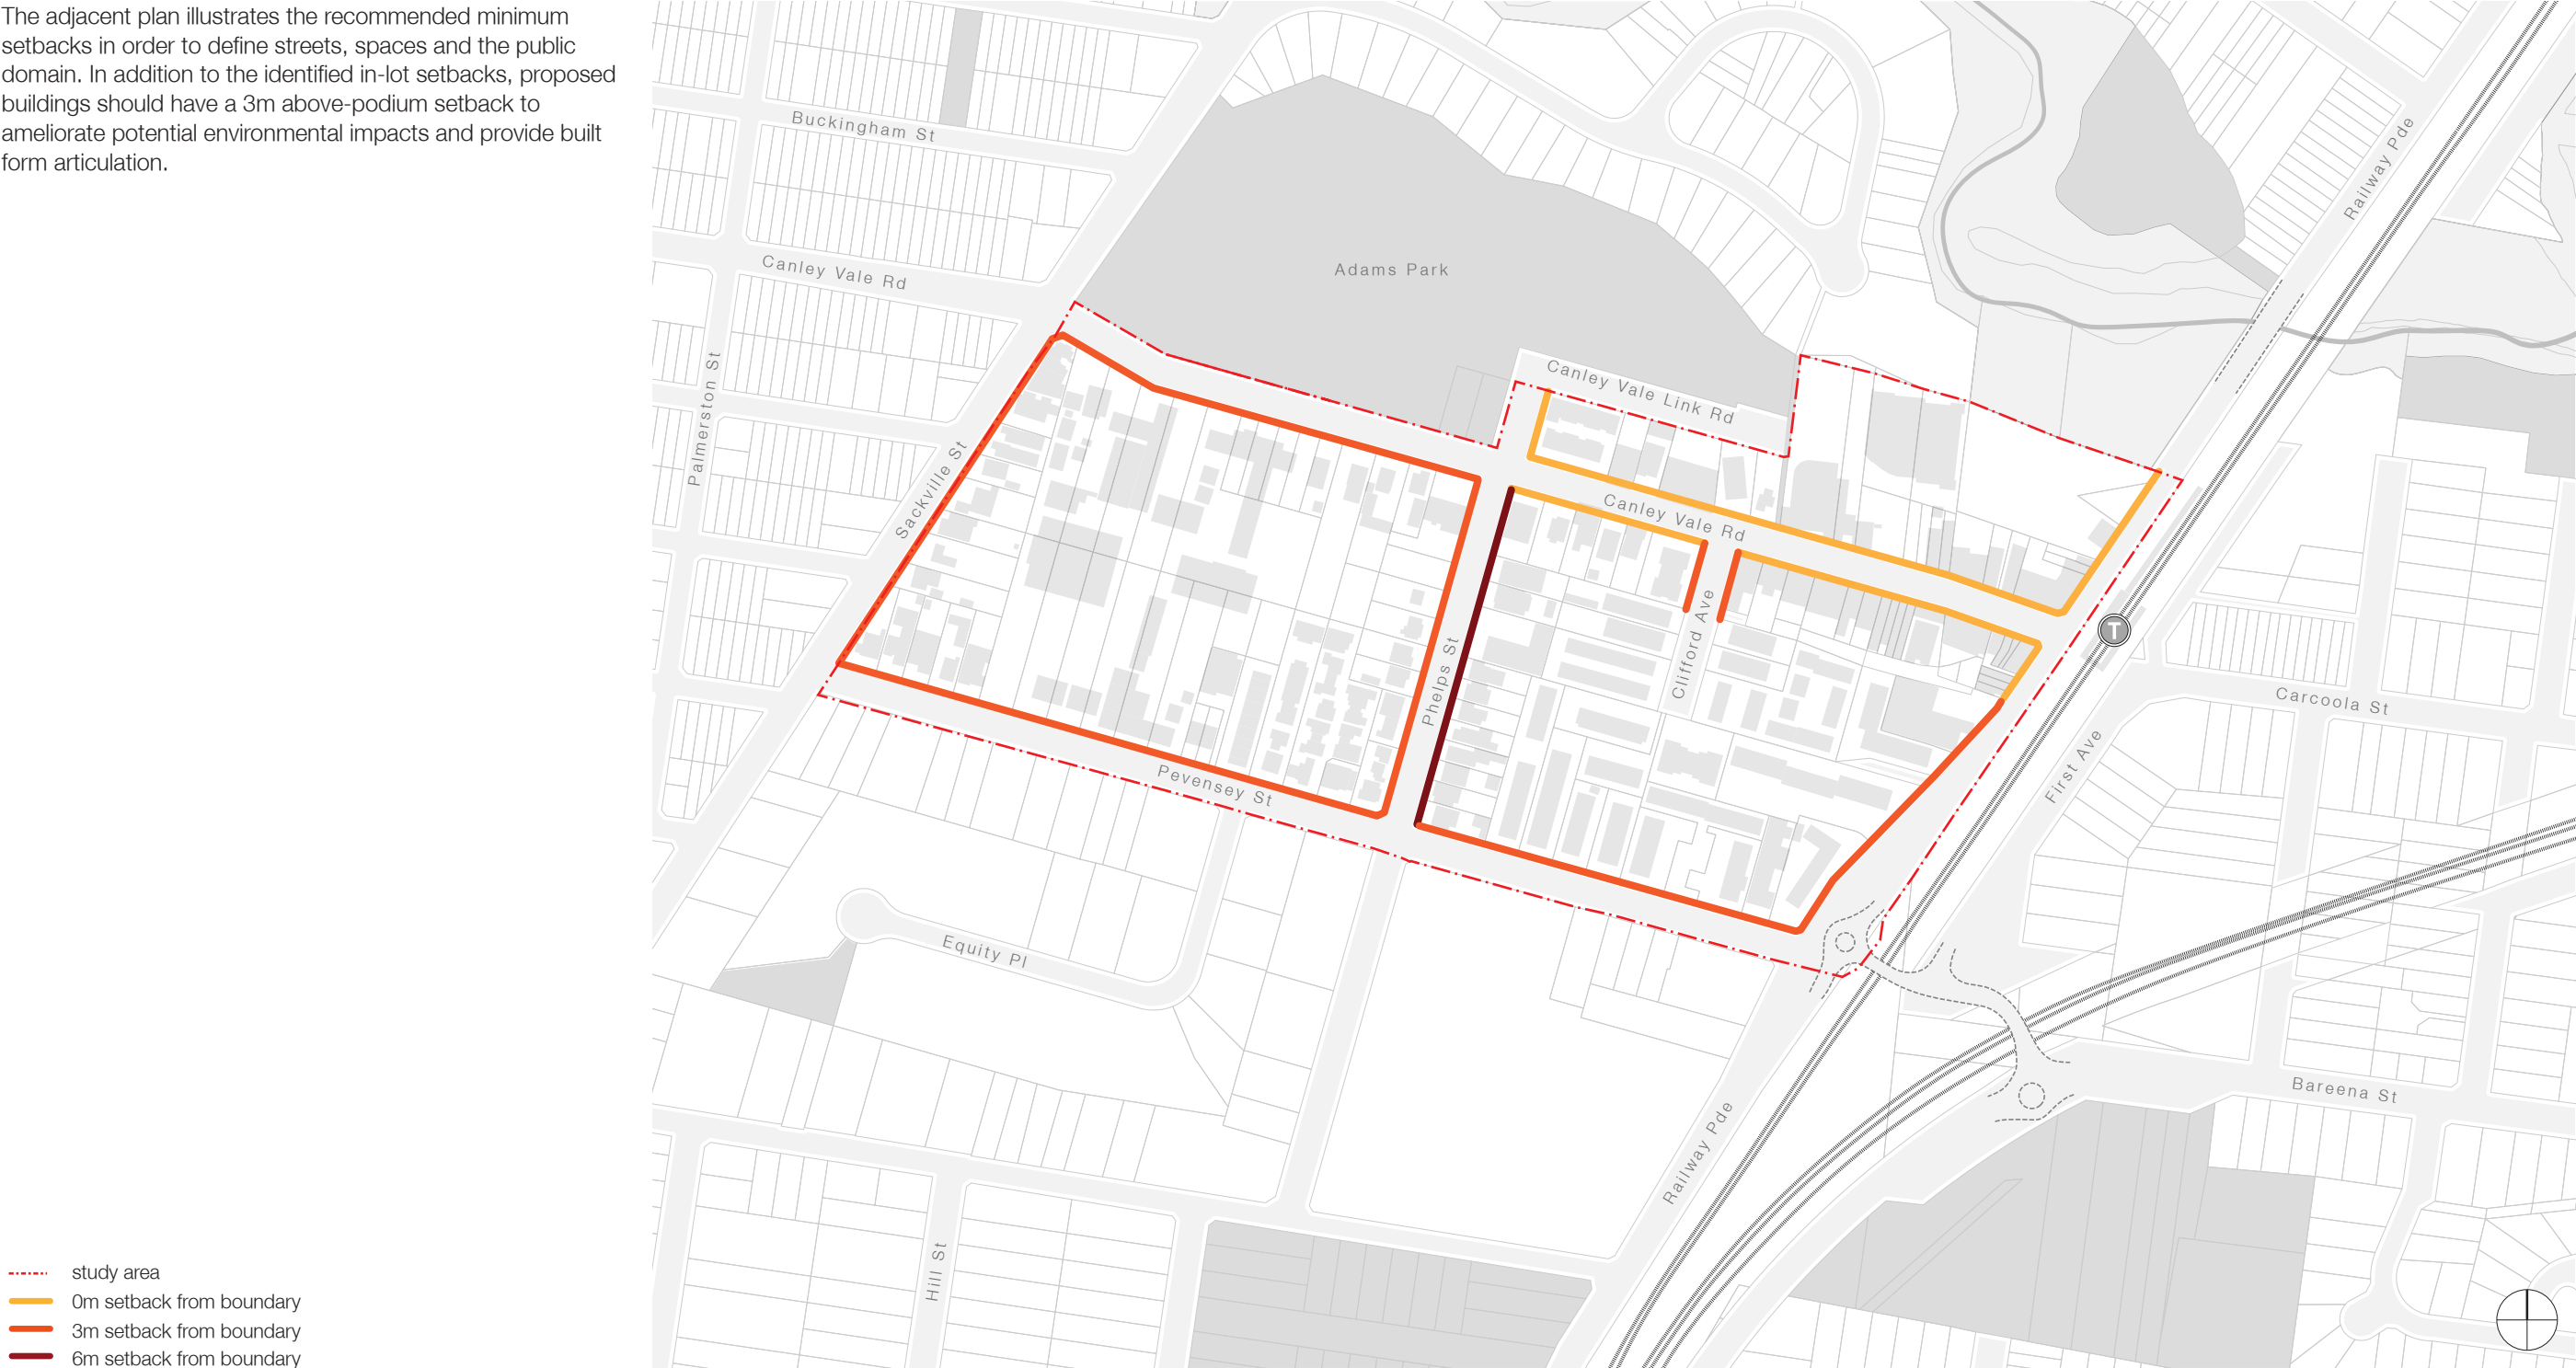 The adjacent plan illustrates the recommended minimum
setbacks in order to define streets, spaces and the public
domain. In addition to the identified in-lot setbacks, proposed
buildings should have a 3m above-podium setback to
ameliorate potential environmental impacts and provide built
form articulation.
Buckingham St
Railway Pde
Canley Vale Rd
Adams Park
Palmerston St
Canley Vale Link Rd
Sackville St
Canley Vale Rd
Clifford Ave
T
Phelps St
Carcoola St
First Ave
Pevensey St
Equity Pl
Bareena St
Railway Pde
Hill St
study area
0m setback from boundary
3m setback from boundary
6m setback from boundary